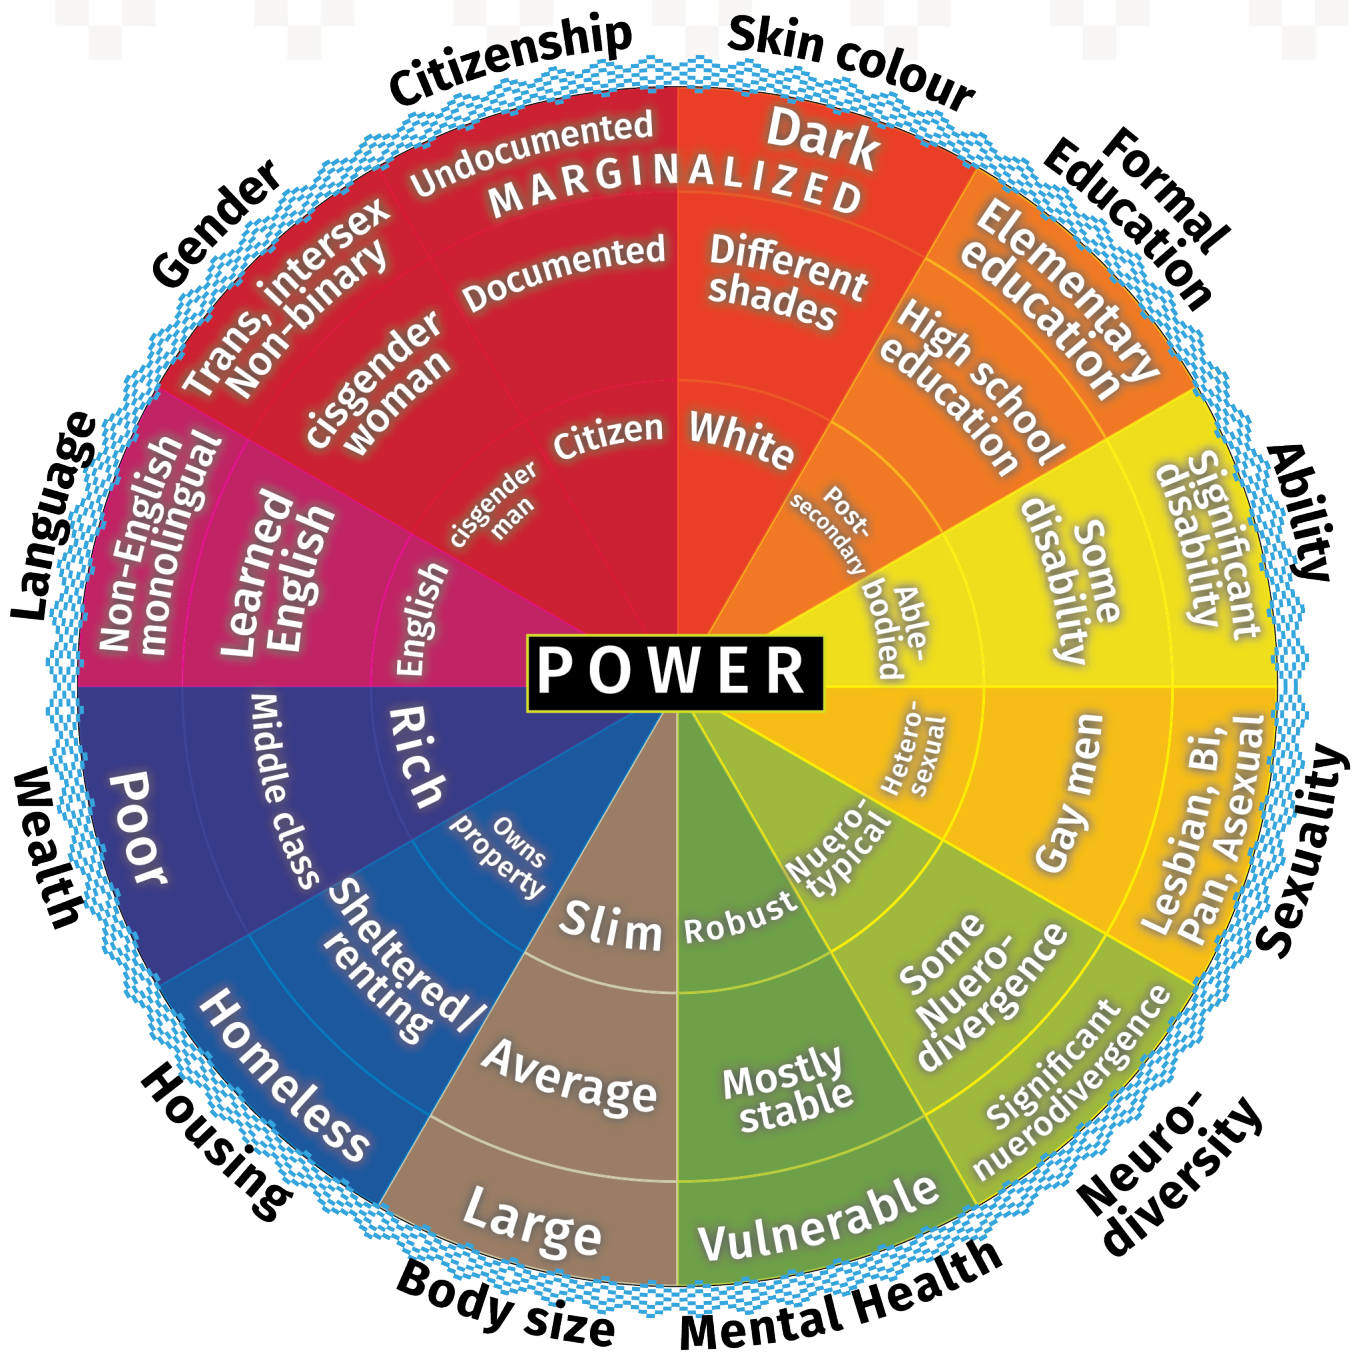 Citizenship
Undocumented
Documented
Citizen
Skin colour
Dark
Different
shades
White
MARGINALIZED
Formal
Education
Elementary
education
High school
education
Post-
secondary
Ability
Significant
disability
Some
disability
Able-
bodied
Sexuality
Lesbian, Bi,
Pan, Asexual
Gay men
Hetero-
sexual
Neuro-
diversity
Significant
nuerodivergence
Some
Nuero-
divergence
Nuero-
typical
Mental Health
Vulnerable
Mostly
stable
Robust
Body size
Large
Average
Slim
Housing
Homeless
Sheltered/
renting
Owns
property
Wealth
Poor
Middle class
Rich
Language
Non-English
monolingual
Learned
English
English
Gender
Trans, intersex
Non-binary
cisgender
woman
cisgender
man
POWER